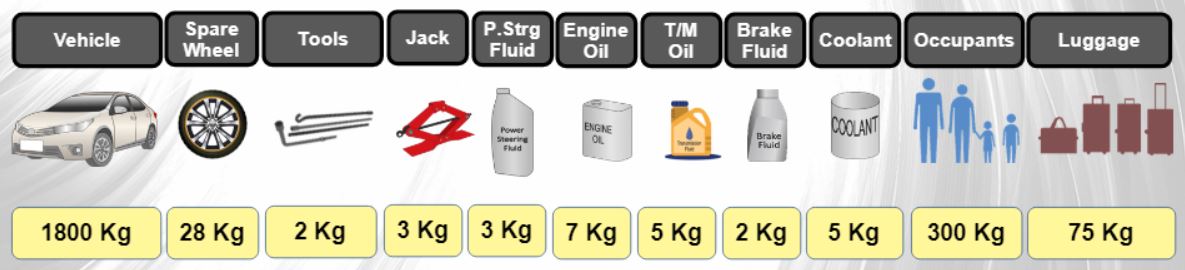 Vehicle
Spare
Wheel
Tools
Jack
P.Strg
Fluid
Engine
Oil
T/M
Oil
Brake
Fluid
Coolant
Occupants
Luggage
Power
Steering
Fluid
ENGINE
OIL
Transmission
Fluid
Brake
Fluid
COOLANT
1800 Kg
28 Kg
2 Kg
3 Kg
3 Kg
7 Kg
5 Kg
2 Kg
5 Kg
300 Kg
75 Kg